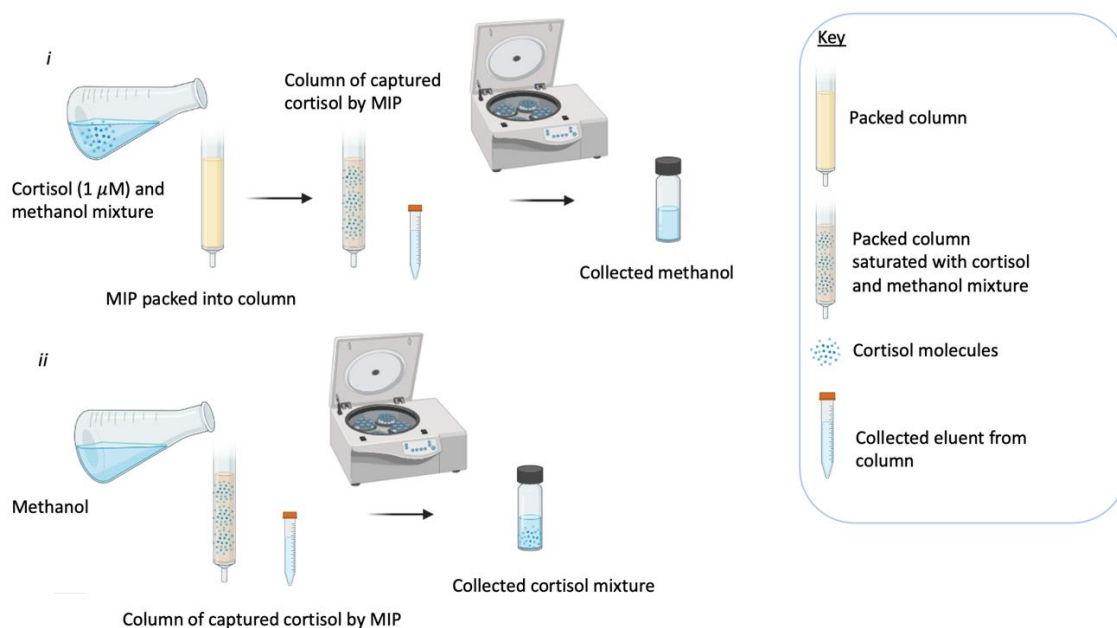 i
Column of captured
cortisol by MIP
Cortisol (1 μM) and
methanol mixture
MIP packed into column
Collected methanol
ii
Methanol
Column of captured cortisol by MIP
Collected cortisol mixture
Key
Packed column
Packed column
saturated with cortisol
and methanol mixture
Cortisol molecules
Collected eluent from
column